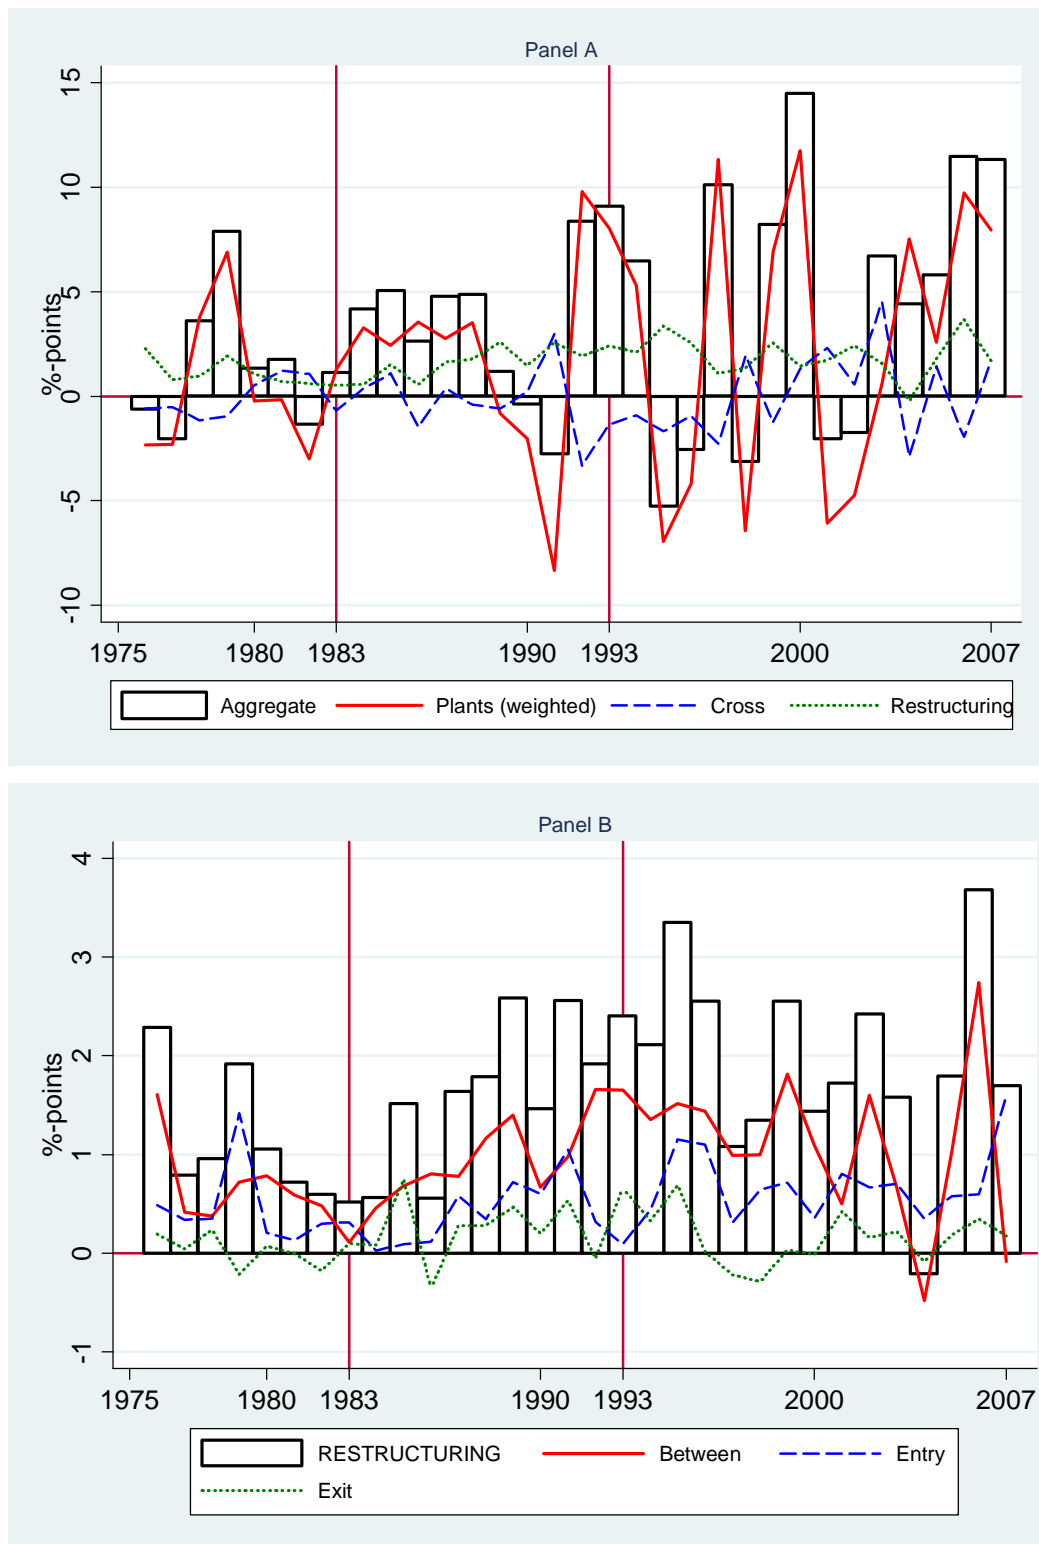 Panel A
%-points
15
10
5
0
-5
-10
1975 1980 1983 1990 1993 2000 2007
Aggregate Plants (weighted) Cross Restructuring
Panel B
%-points
4
3
2
1
0
-1
1975 1980 1983 1990 1993 2000 2007
RESTRUCTURING Between Entry
Exit